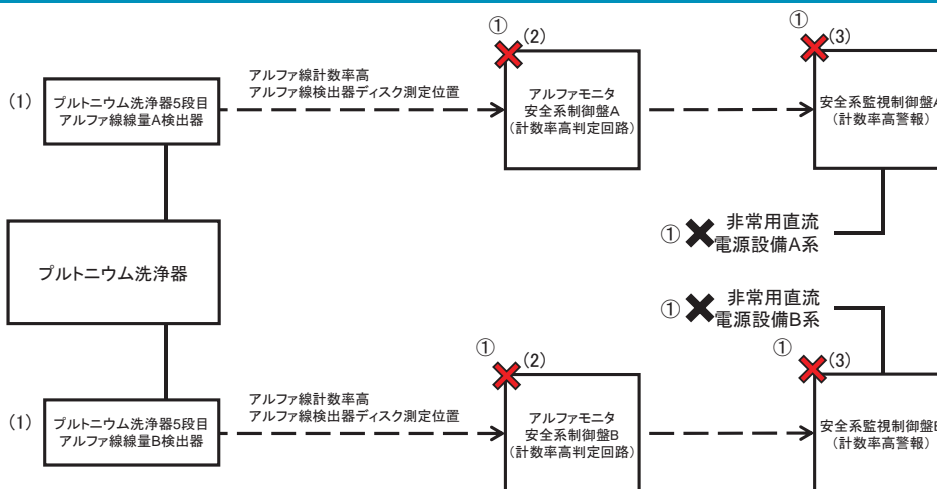 ①
(2)
①
(3)
(1)
プルトニウム洗浄器5段目
アルファ線線量A検出器
アルファ線計数率高
アルファ線検出器ディスク測定位置
アルファモニタ
安全系制御盤A
(計数率高判定回路)
安全系監視制御盤A
(計数率高警報)
①
非常用直流
電源設備A系
プルトニウム洗浄器
①
非常用直流
電源設備B系
①
(2)
①
(3)
(1)
プルトニウム洗浄器5段目
アルファ線線量B検出器
アルファ線計数率高
アルファ線検出器ディスク測定位置
アルファモニタ
安全系制御盤B
(計数率高判定回路)
安全系監視制御盤B
(計数率高警報)